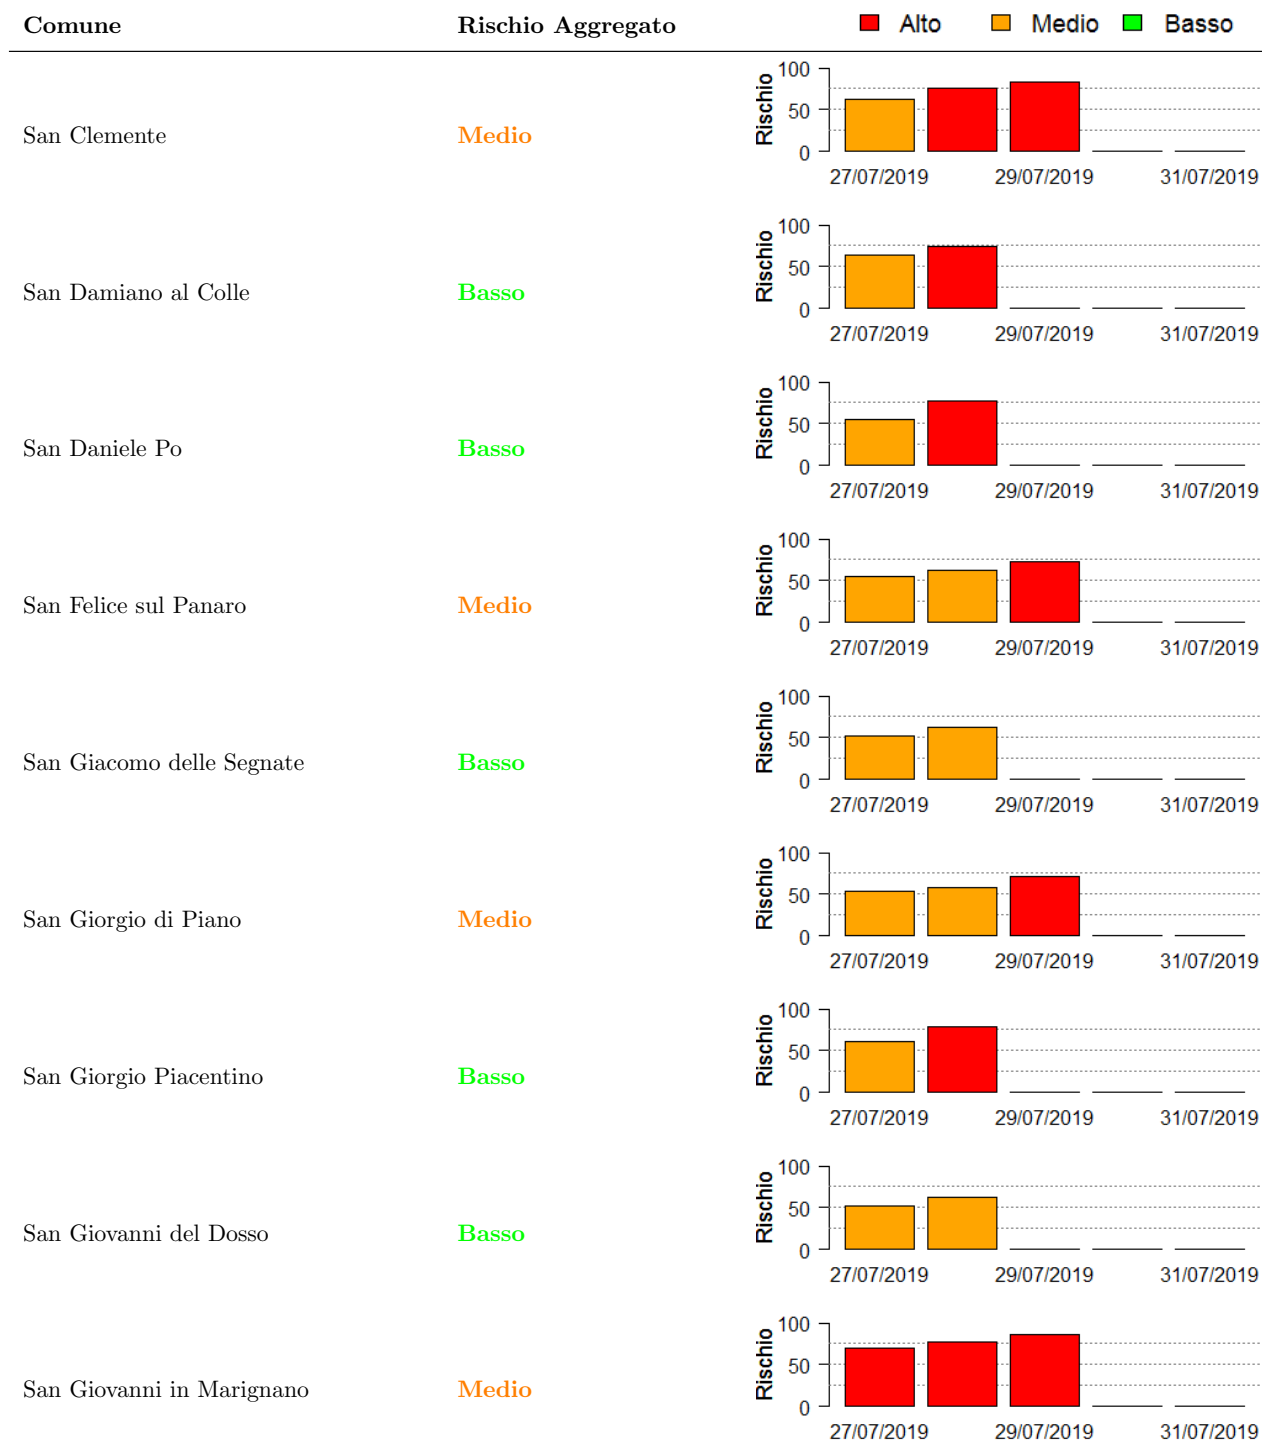 Comune Rischio Aggregato Alto Medio Basso
San Clemente Medio
Rischio
100
50
0
27/07/2019 29/07/2019 31/07/2019
San Damiano al Colle Basso
Rischio
100
50
0
27/07/2019 29/07/2019 31/07/2019
San Daniele Po Basso
Rischio
100
50
0
27/07/2019 29/07/2019 31/07/2019
San Felice sul Panaro Medio
Rischio
100
50
0
27/07/2019 29/07/2019 31/07/2019
San Giacomo delle Segnate Basso
Rischio
100
50
0
27/07/2019 29/07/2019 31/07/2019
San Giorgio di Piano Medio
Rischio
100
50
0
27/07/2019 29/07/2019 31/07/2019
San Giorgio Piacentino Basso
Rischio
100
50
0
27/07/2019 29/07/2019 31/07/2019
San Giovanni del Dosso Basso
Rischio
100
50
0
27/07/2019 29/07/2019 31/07/2019
San Giovanni in Marignano Medio
Rischio
100
50
0
27/07/2019 29/07/2019 31/07/2019